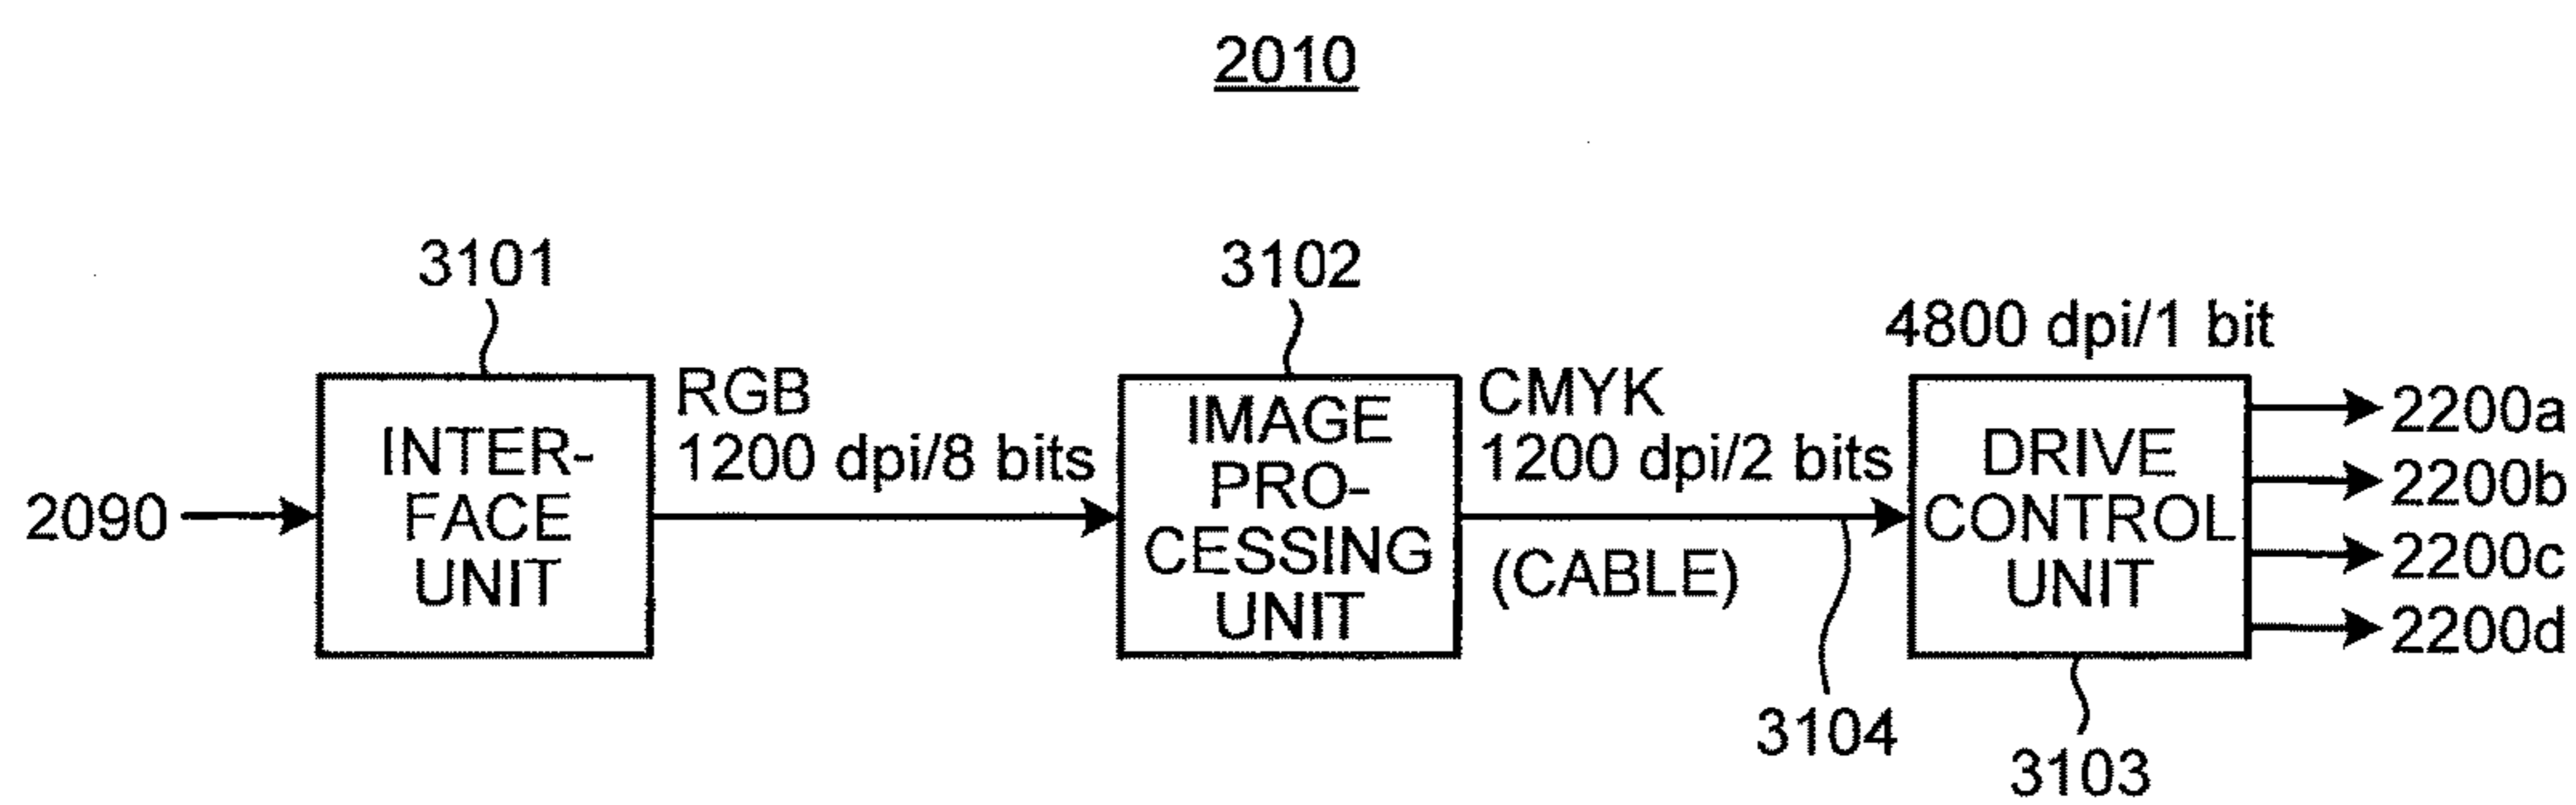 2010
3101
3102
4800 dpi/1 bit
RGB
1200 dpi/8 bits
CMYK
1200 dpi/2 bits
(CABLE)
2090
INTER-
FACE
UNIT
IMAGE
PRO-
CESSING
UNIT
DRIVE
CONTROL
UNIT
2200a
2200b
2200c
2200d
3104
3103